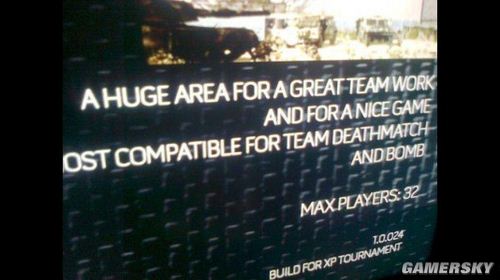 A HUGE AREA FOR A GREAT TEAM WORK
AND FOR A NICE GAME
OST COMPATIBLE FOR TEAM DEATHMATCH
AND BOMB
MAX.PLAYERS: 32
1.0.024
BUILD FOR XP TOURNAMENT
GAMERSKY